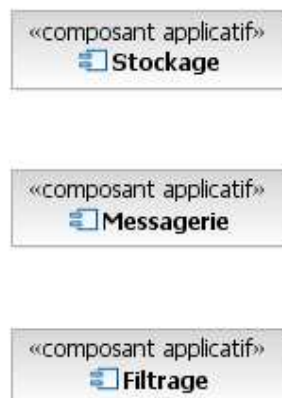 «composant applicatif»
Stockage
«composant applicatif»
Messagerie
«composant applicatif»
Filtrage